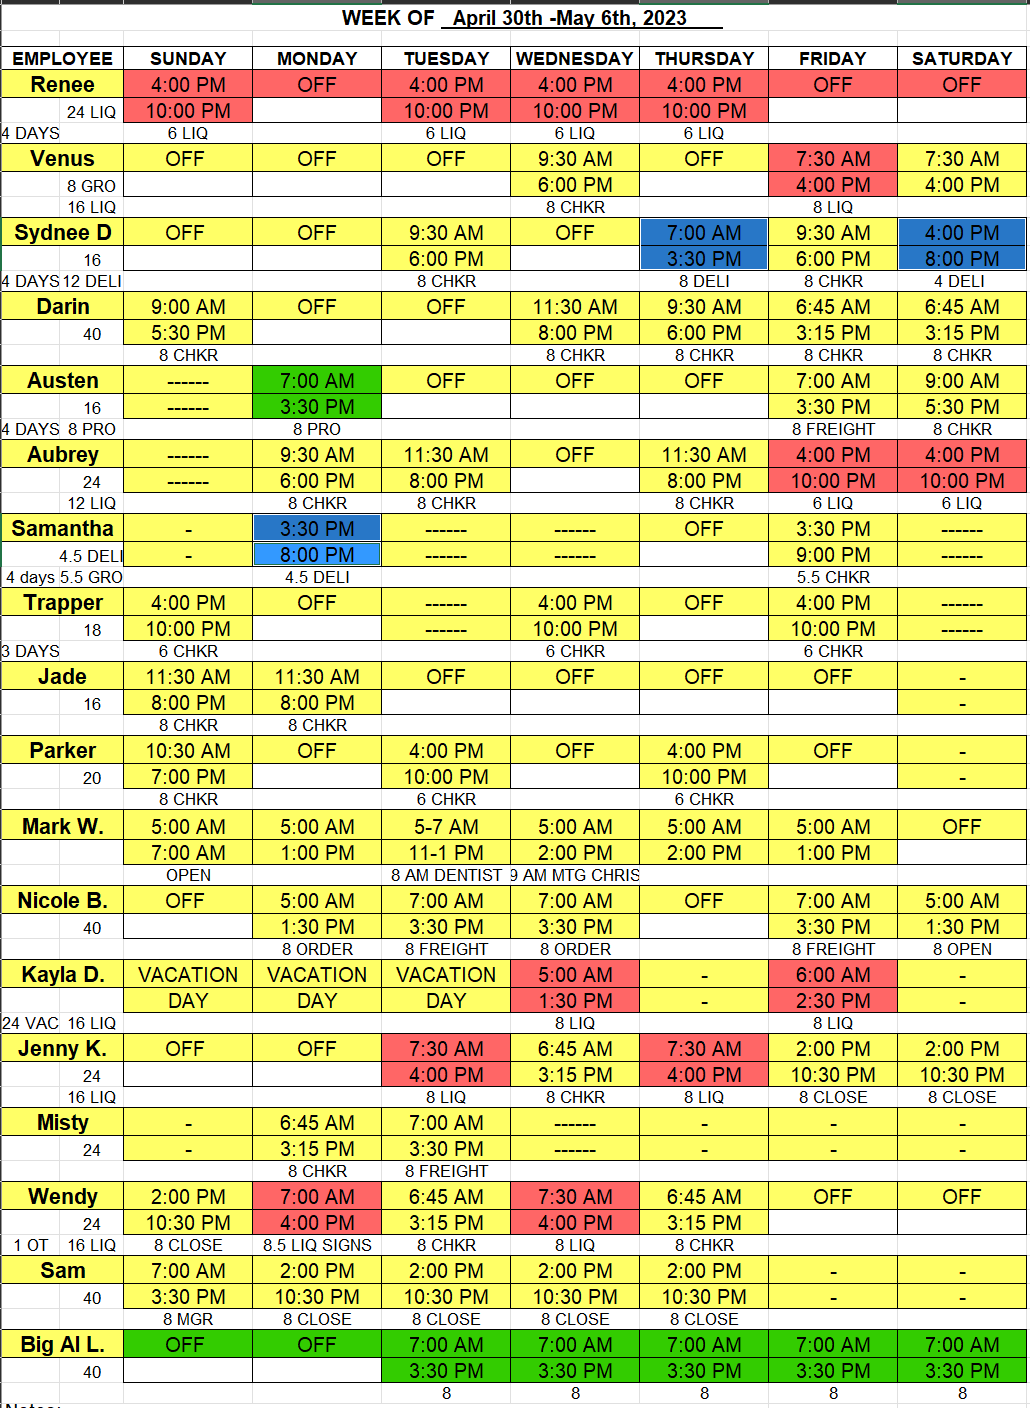 WEEK OF April 30th -May 6th, 2023
EMPLOYEE SUNDAY MONDAY TUESDAY WEDNESDAY THURSDAY FRIDAY SATURDAY
Renee 4:00 PM OFF 4:00 PM 4:00 PM 4:00 PM OFF OFF
24 LIQ 10:00 PM 10:00 PM 10:00 PM 10:00 PM
4 DAYS 6 LIQ 6 LIQ 6 LIQ 6 LIQ
Venus OFF OFF OFF 9:30 AM OFF 7:30 AM 7:30 AM
8 GRO 6:00 PM 4:00 PM 4:00 PM
16 LIQ 8 CHKR 8 LIQ
Sydnee D OFF OFF 9:30 AM OFF 7:00 AM 9:30 AM 4:00 PM
16 6:00 PM 3:30 PM 6:00 PM 8:00 PM
4 DAYS 12 DELI 8 CHKR 8 DELI 8 CHKR 4 DELI
Darin 9:00 AM OFF OFF 11:30 AM 9:30 AM 6:45 AM 6:45 AM
40 5:30 PM 8:00 PM 6:00 PM 3:15 PM 3:15 PM
8 CHKR 8 CHKR 8 CHKR 8 CHKR 8 CHKR
Austen ------ 7:00 AM OFF OFF OFF 7:00 AM 9:00 AM
16 ------ 3:30 PM 3:30 PM 5:30 PM
4 DAYS 8 PRO 8 PRO 8 FREIGHT 8 CHKR
Aubrey ------ 9:30 AM 11:30 AM OFF 11:30 AM 4:00 PM 4:00 PM
24 ------ 6:00 PM 8:00 PM 8:00 PM 10:00 PM 10:00 PM
12 LIQ 8 CHKR 8 CHKR 8 CHKR 6 LIQ 6 LIQ
Samantha - 3:30 PM ------ ------ OFF 3:30 PM ------
4.5 DELI - 8:00 PM ------ ------ 9:00 PM ------
4 days 5.5 GRO 4.5 DELI 5.5 CHKR
Trapper 4:00 PM OFF ------ 4:00 PM OFF 4:00 PM ------
18 10:00 PM ------ 10:00 PM 10:00 PM ------
3 DAYS 6 CHKR 6 CHKR 6 CHKR
Jade 11:30 AM 11:30 AM OFF OFF OFF OFF -
16 8:00 PM 8:00 PM -
8 CHKR 8 CHKR
Parker 10:30 AM OFF 4:00 PM OFF 4:00 PM OFF -
20 7:00 PM 10:00 PM 10:00 PM -
8 CHKR 6 CHKR 6 CHKR
Mark W. 5:00 AM 5:00 AM 5-7 AM 5:00 AM 5:00 AM 5:00 AM OFF
7:00 AM 1:00 PM 11-1 PM 2:00 PM 2:00 PM 1:00 PM
OPEN 8 AM DENTIST 9 AM MTG CHRIS
Nicole B. OFF 5:00 AM 7:00 AM 7:00 AM OFF 7:00 AM 5:00 AM
40 1:30 PM 3:30 PM 3:30 PM 3:30 PM 1:30 PM
8 ORDER 8 FREIGHT 8 ORDER 8 FREIGHT 8 OPEN
Kayla D. VACATION VACATION VACATION 5:00 AM - 6:00 AM -
DAY DAY DAY 1:30 PM - 2:30 PM -
24 VAC 16 LIQ 8 LIQ 8 LIQ
Jenny K. OFF OFF 7:30 AM 6:45 AM 7:30 AM 2:00 PM 2:00 PM
24 4:00 PM 3:15 PM 4:00 PM 10:30 PM 10:30 PM
16 LIQ 8 LIQ 8 CHKR 8 LIQ 8 CLOSE 8 CLOSE
Misty - 6:45 AM 7:00 AM ------ - - -
24 - 3:15 PM 3:30 PM ------ - - -
8 CHKR 8 FREIGHT
Wendy 2:00 PM 7:00 AM 6:45 AM 7:30 AM 6:45 AM OFF OFF
24 10:30 PM 4:00 PM 3:15 PM 4:00 PM 3:15 PM
1 OT 16 LIQ 8 CLOSE 8.5 LIQ SIGNS 8 CHKR 8 LIQ 8 CHKR
Sam 7:00 AM 2:00 PM 2:00 PM 2:00 PM 2:00 PM - -
40 3:30 PM 10:30 PM 10:30 PM 10:30 PM 10:30 PM - -
8 MGR 8 CLOSE 8 CLOSE 8 CLOSE 8 CLOSE
Big Al L. OFF OFF 7:00 AM 7:00 AM 7:00 AM 7:00 AM 7:00 AM
40 3:30 PM 3:30 PM 3:30 PM 3:30 PM 3:30 PM
8 8 8 8 8